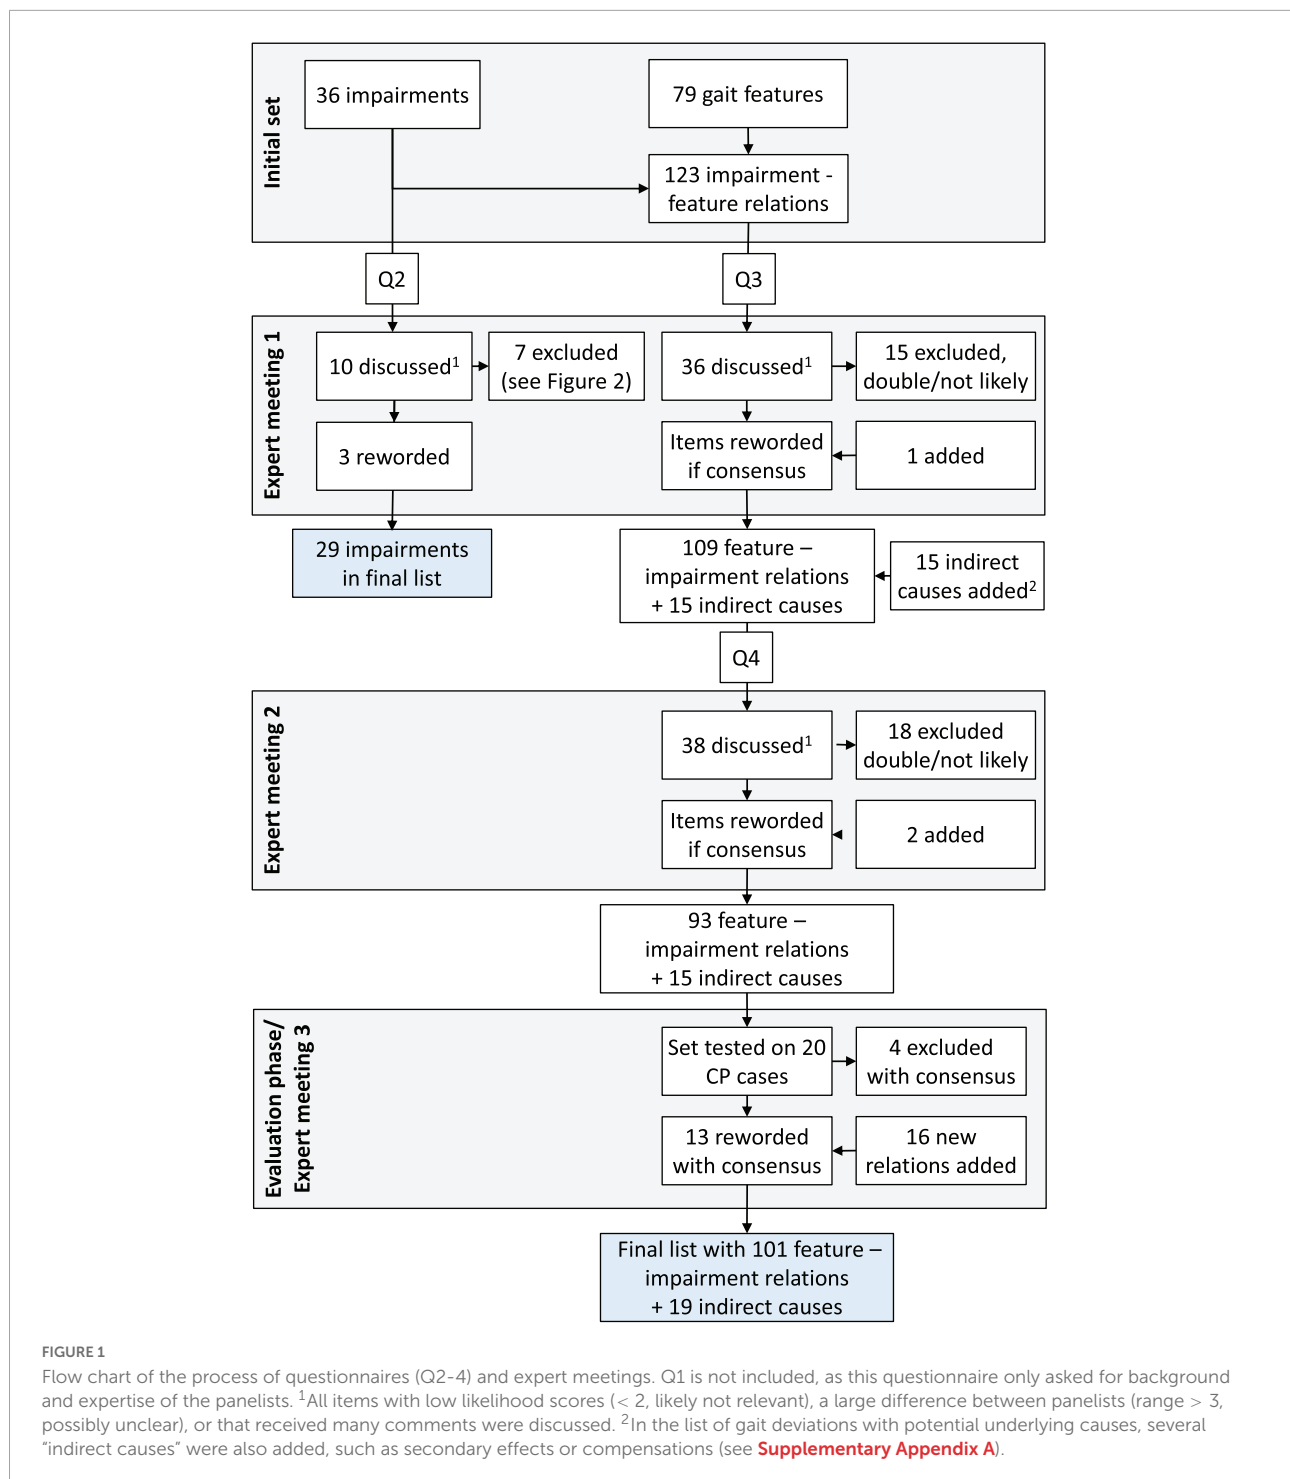 Initial set
36 impairments
79 gait features
123 impairment -
feature relations
Q2
Q3
Expert meeting 1
10 discussed1
7 excluded
(see Figure 2)
36 discussed1
15 excluded,
double/not likely
3 reworded
Items reworded
if consensus
1 added
29 impairments
in final list
109 feature –
impairment relations
+ 15 indirect causes
15 indirect
causes added2
Q4
Expert meeting 2
38 discussed1
18 excluded
double/not likely
Items reworded
if consensus
2 added
93 feature –
impairment relations
+ 15 indirect causes
Evaluation phase/
Expert meeting 3
Set tested on 20
CP cases
4 excluded
with consensus
13 reworded
with consensus
16 new
relations added
Final list with 101 feature –
impairment relations
+ 19 indirect causes
FIGURE 1
Flow chart of the process of questionnaires (Q2-4) and expert meetings. Q1 is not included, as this questionnaire only asked for background
and expertise of the panelists. 1All items with low likelihood scores (< 2, likely not relevant), a large difference between panelists (range > 3,
possibly unclear), or that received many comments were discussed. 2In the list of gait deviations with potential underlying causes, several
"indirect causes" were also added, such as secondary effects or compensations (see Supplementary Appendix A).